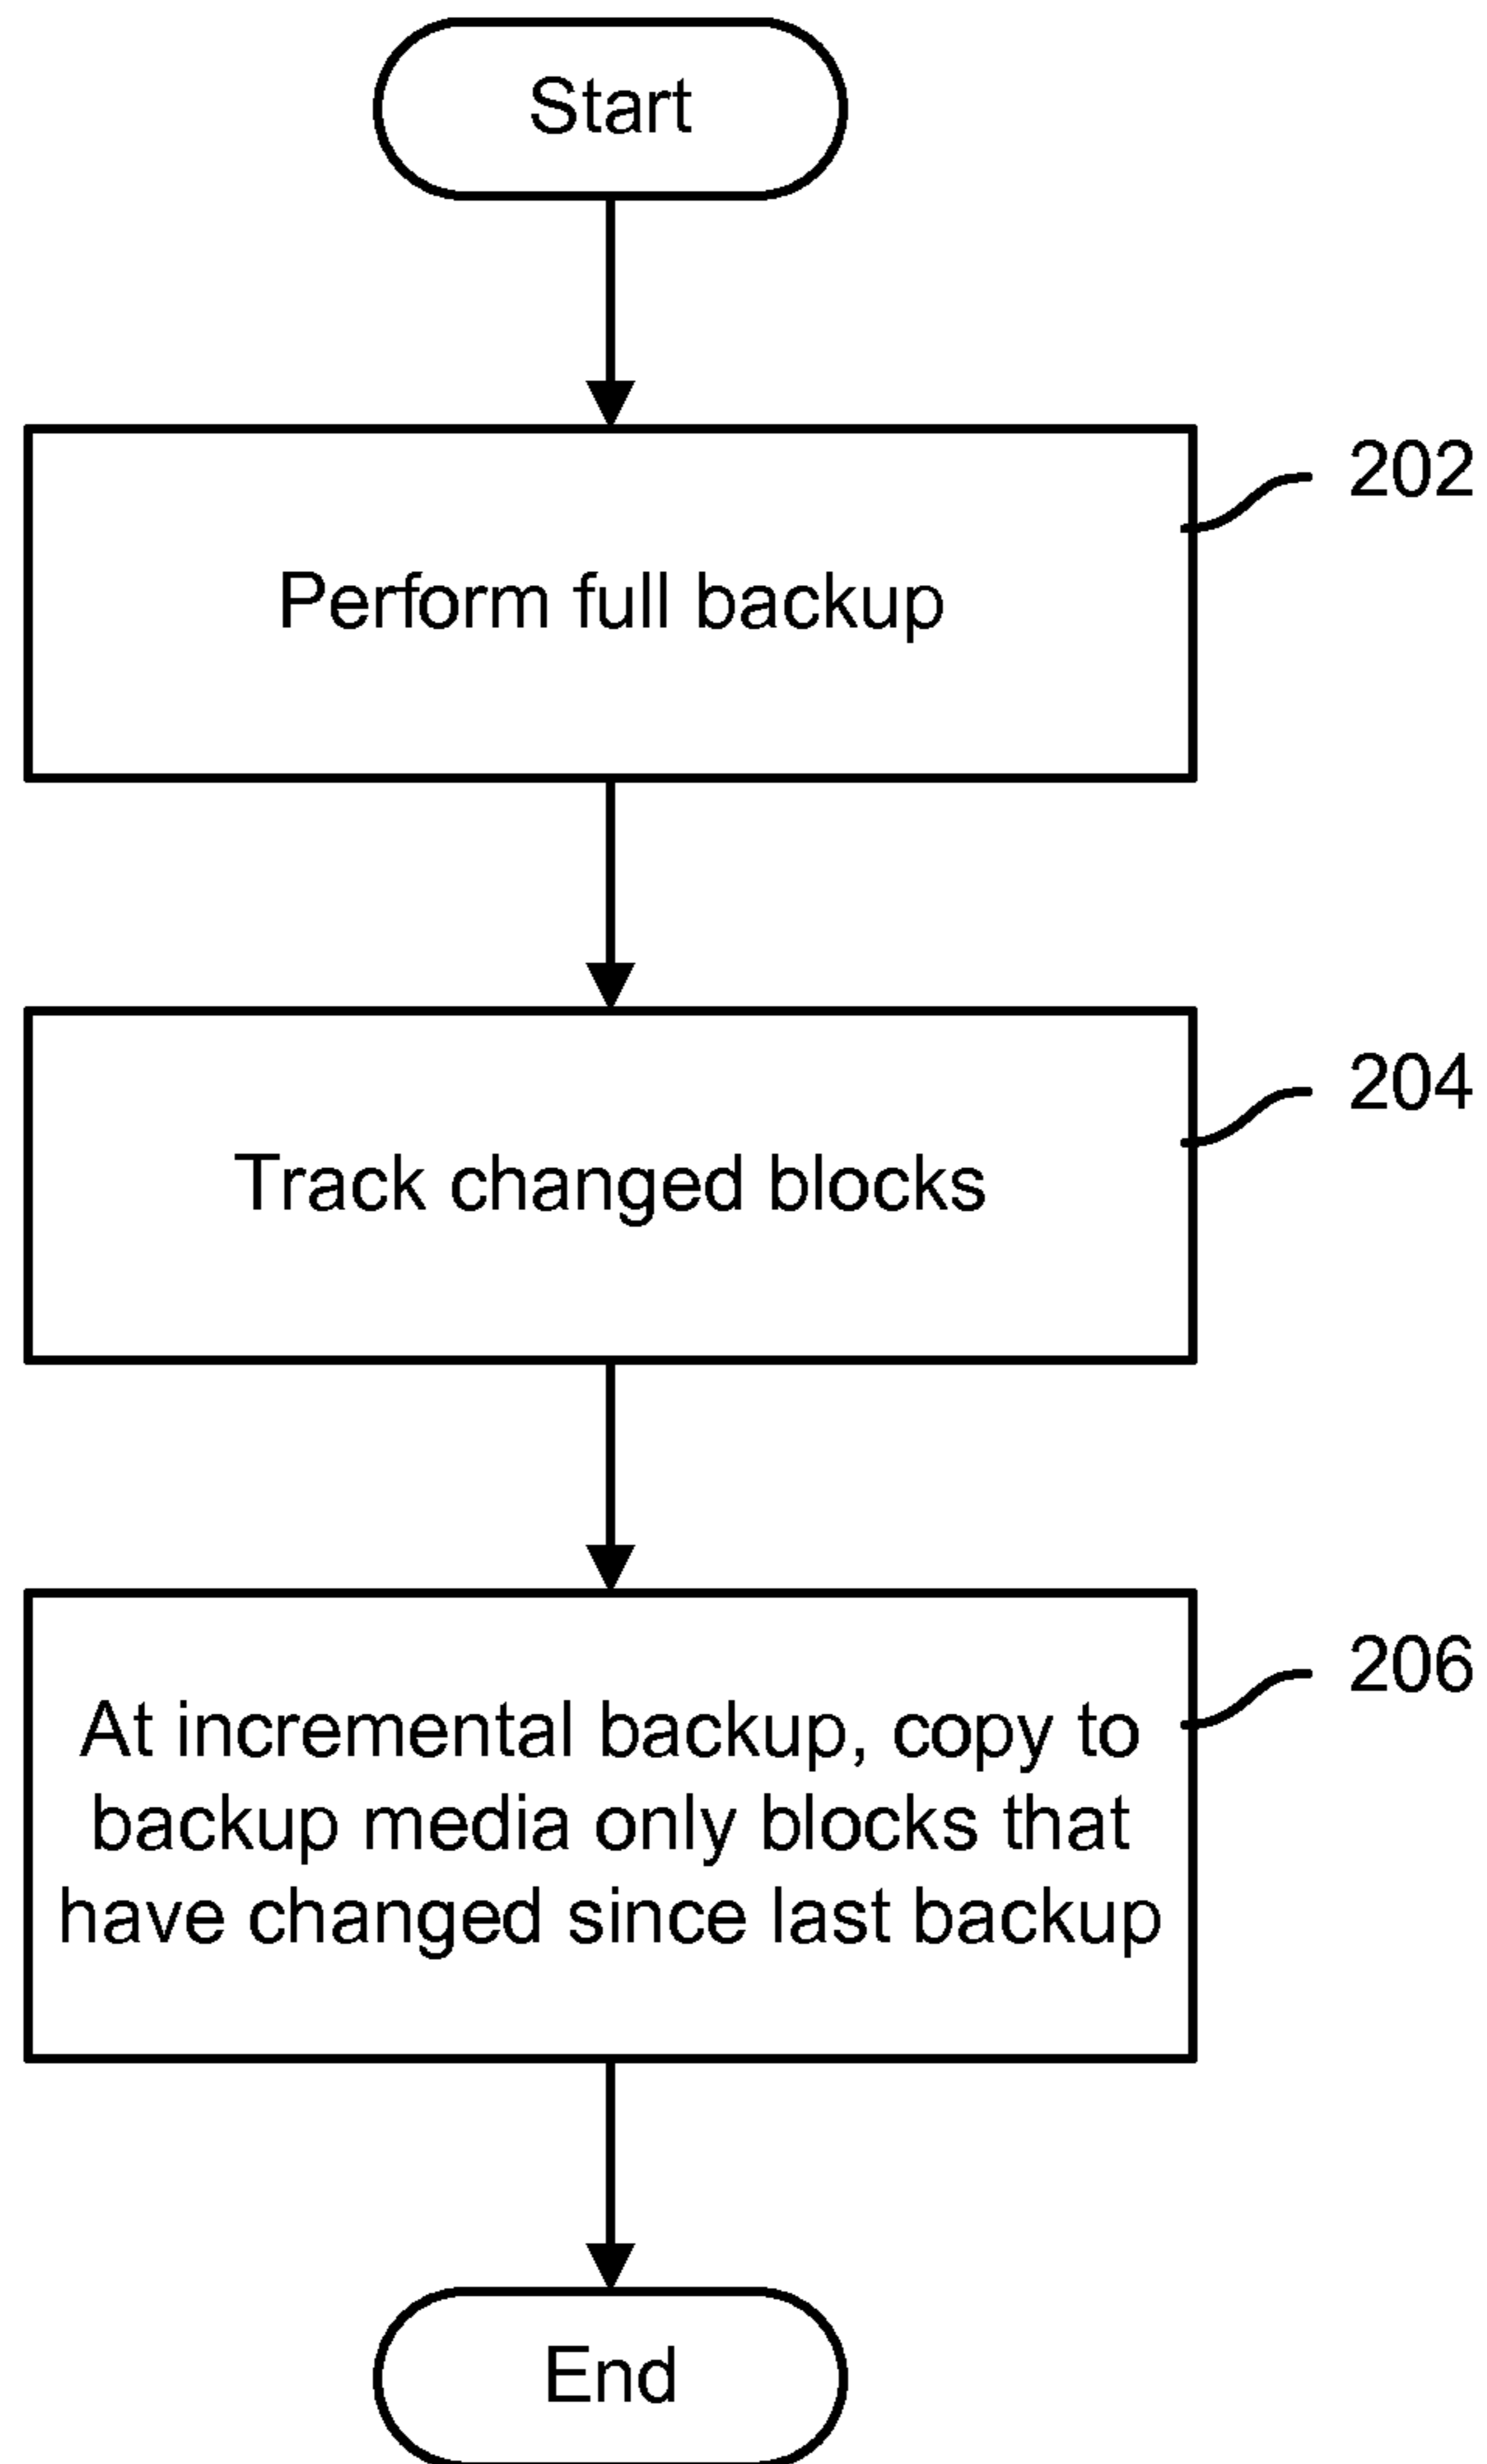 Start
202
Perform full backup
204
Track changed blocks
206
At incremental backup, copy to
backup media only blocks that
have changed since last backup
End